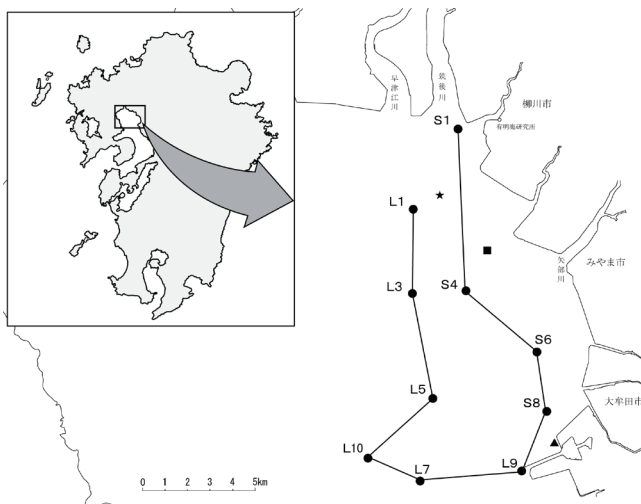 早津江川
筑後川
柳川市
有明海研究所
S1
L1
S4
L3
矢部川
みやま市
S6
L5
S8
大牟田市
L10
L7
L9
0 1 2 3 4 5km